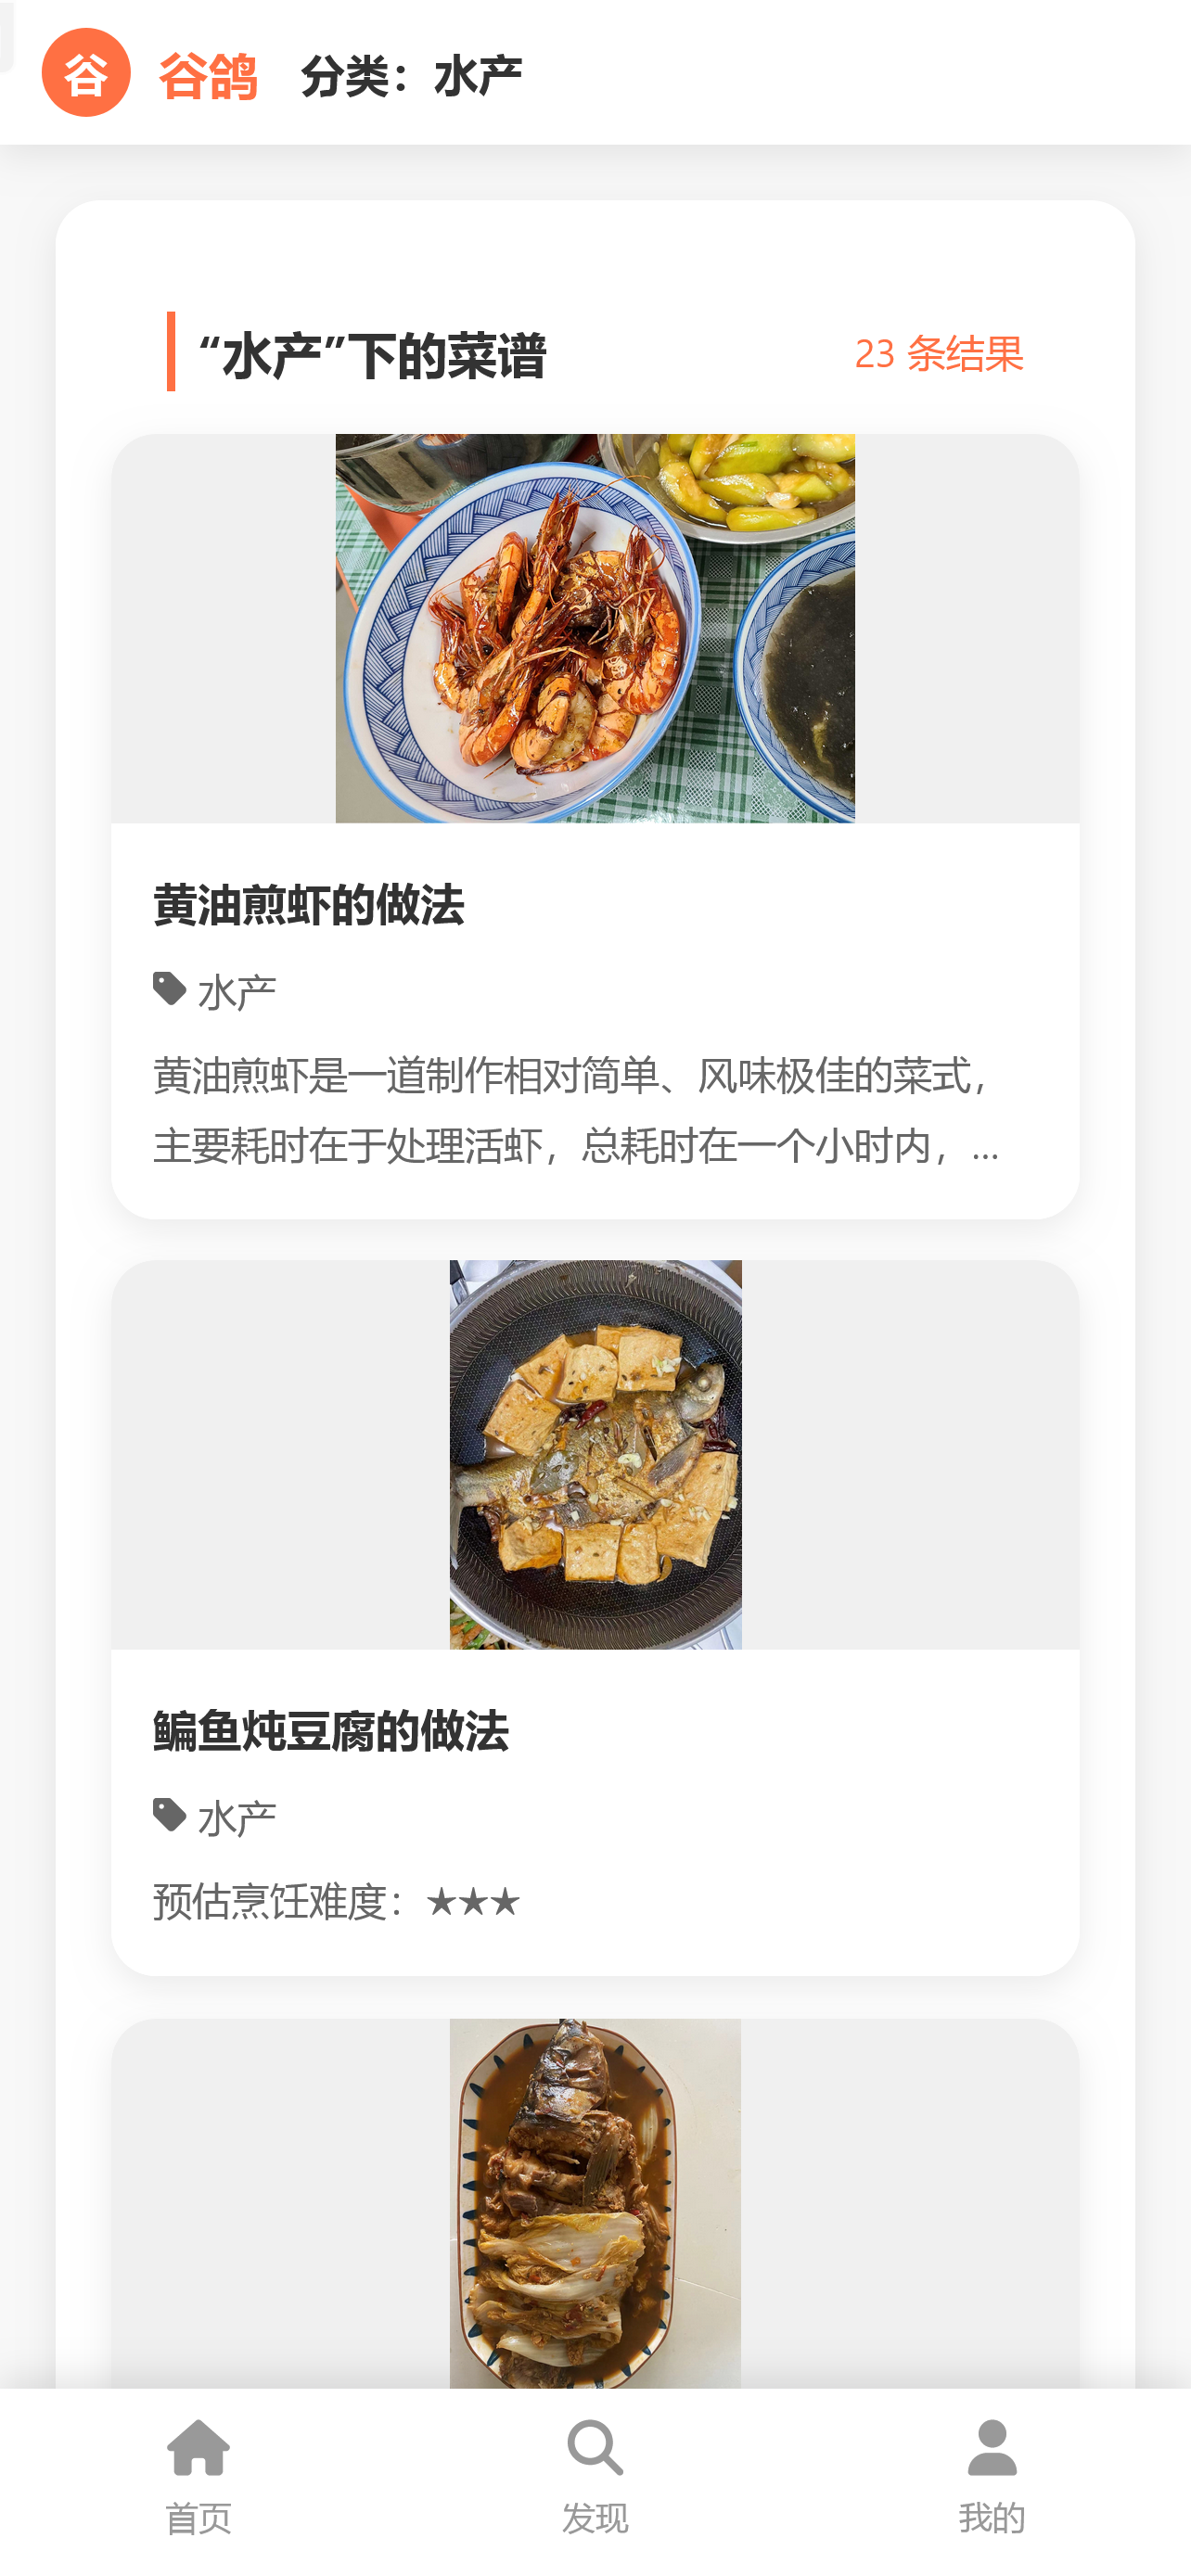 谷 谷鸽 分类：水产
“水产”下的菜谱 23 条结果
黄油煎虾的做法
水产
黄油煎虾是一道制作相对简单、风味极佳的菜式，
主要耗时在于处理活虾，总耗时在一个小时内，...
鳊鱼炖豆腐的做法
水产
预估烹饪难度：★★★
首页 发现 我的